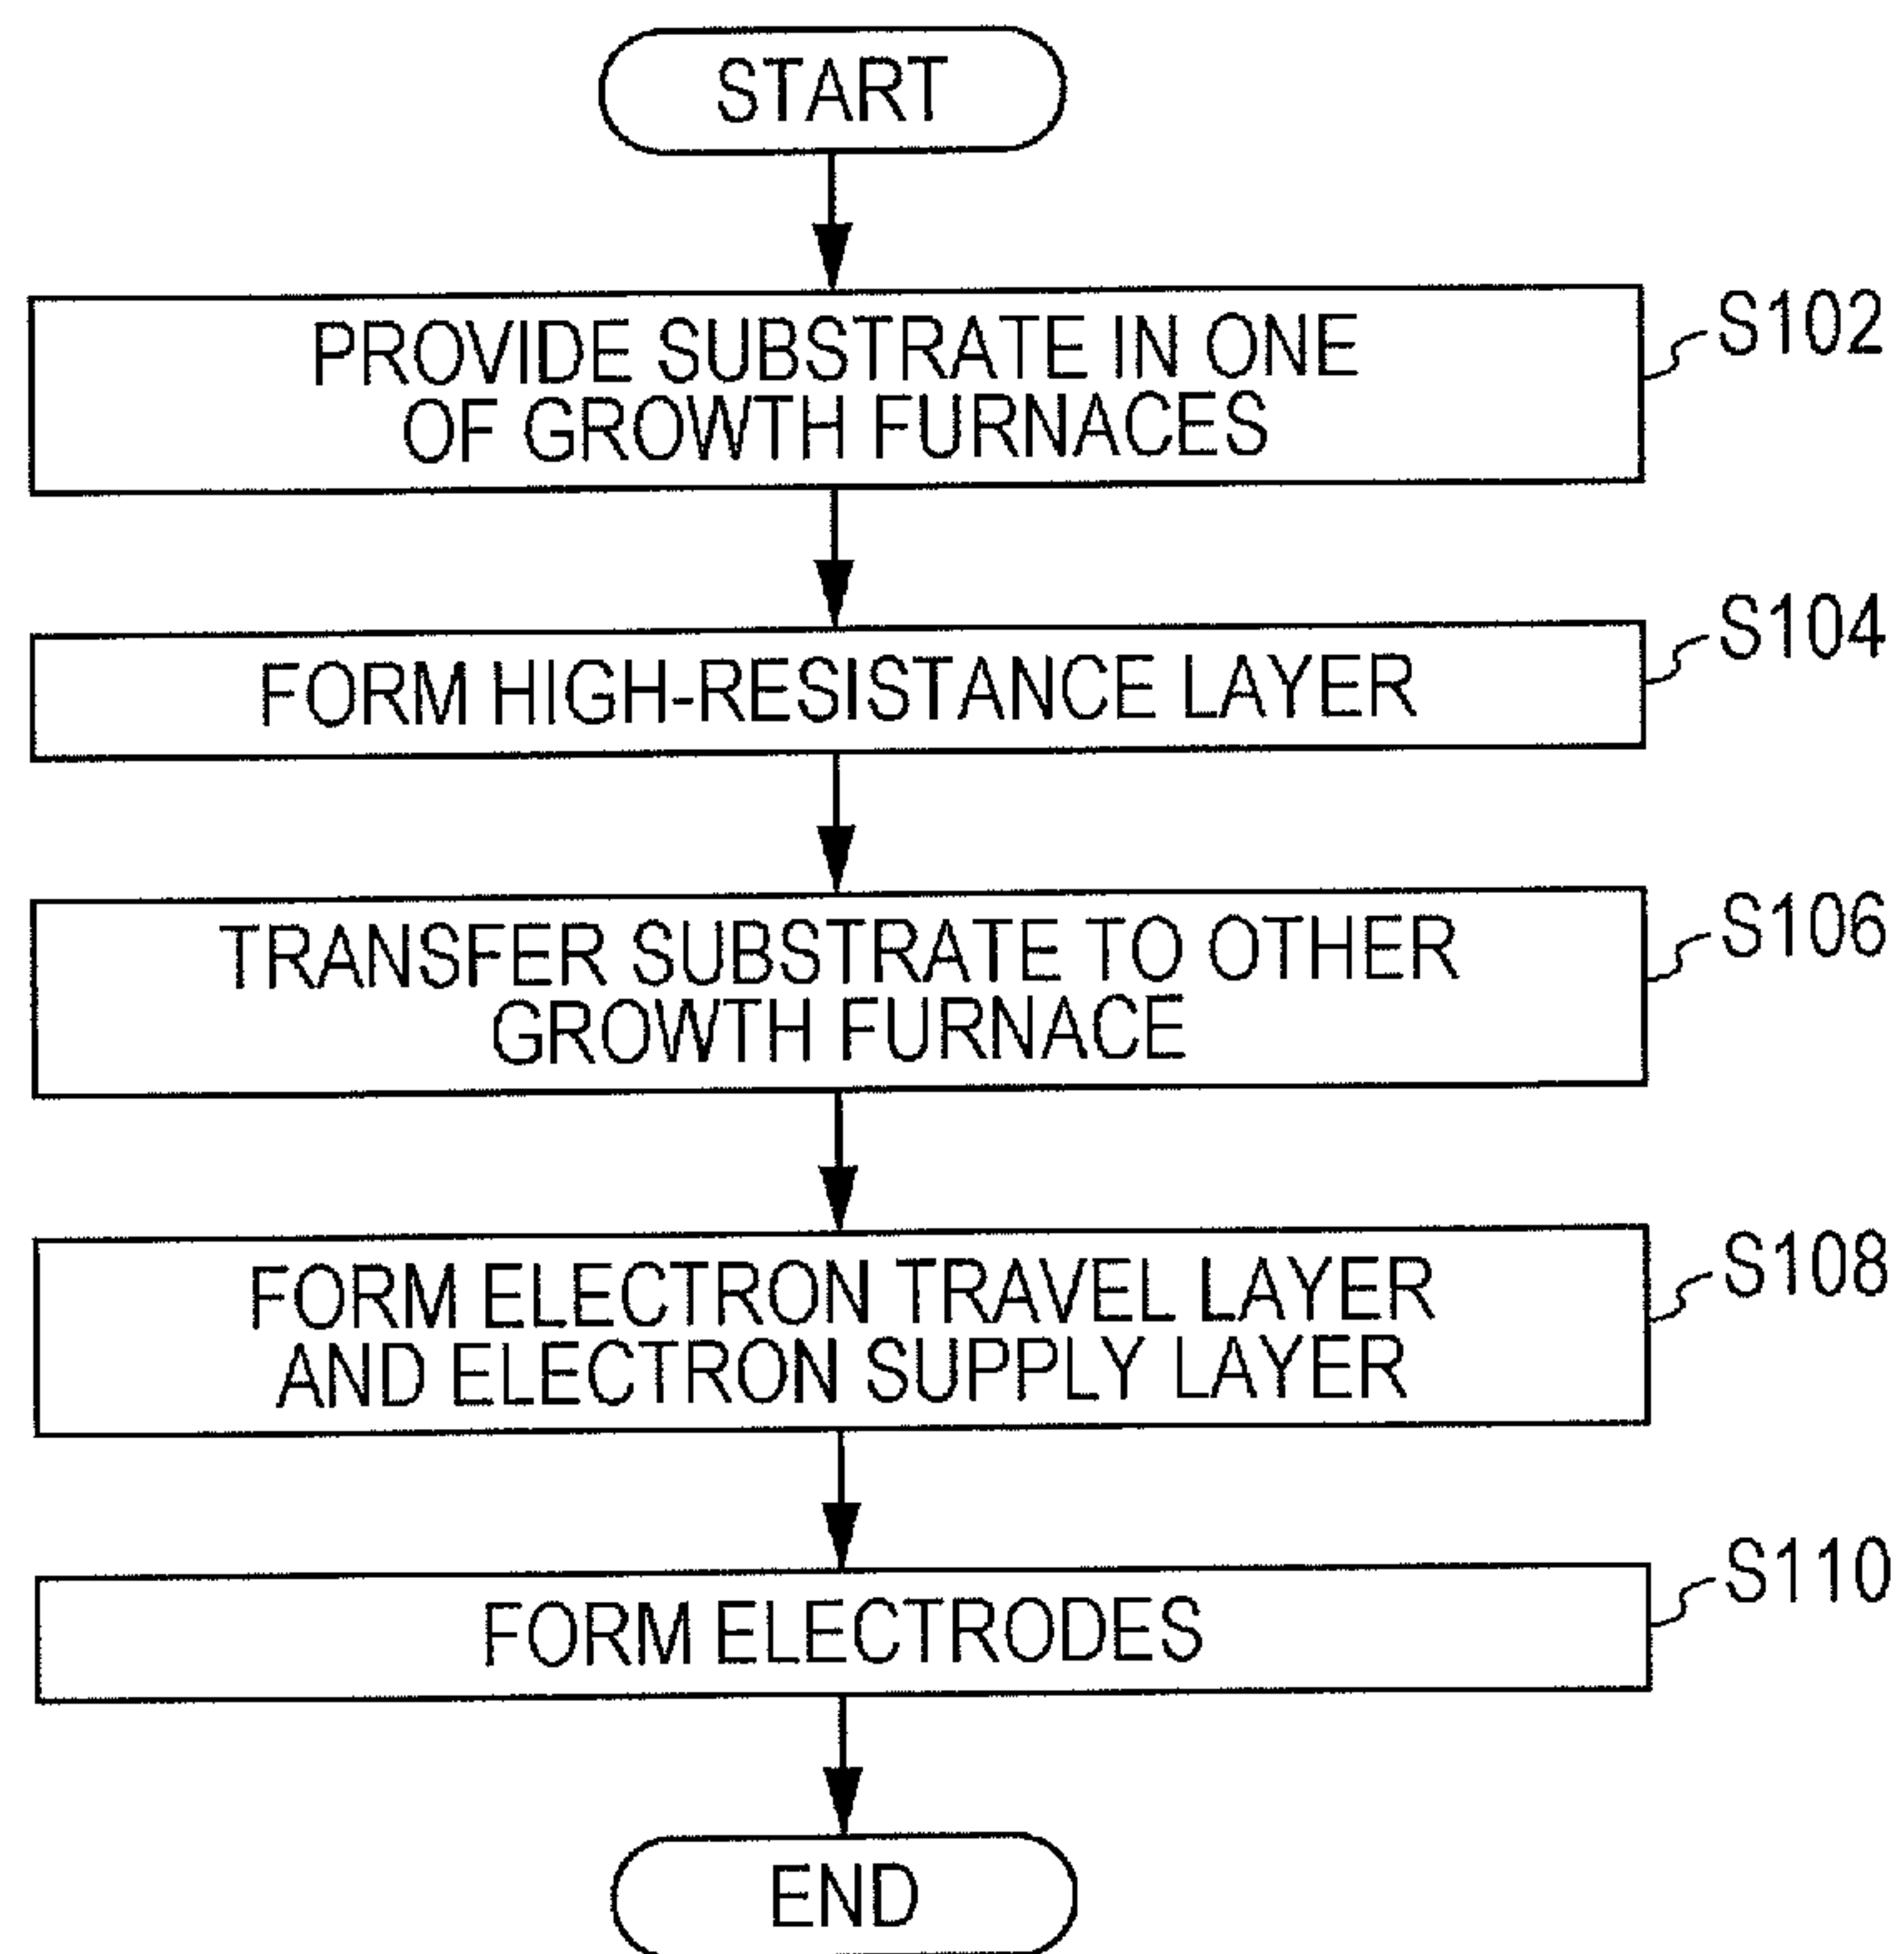 START
PROVIDE SUBSTRATE IN ONE
OF GROWTH FURNACES
S102
FORM HIGH-RESISTANCE LAYER
S104
TRANSFER SUBSTRATE TO OTHER
GROWTH FURNACE
S106
FORM ELECTRON TRAVEL LAYER
AND ELECTRON SUPPLY LAYER
S108
FORM ELECTRODES
S110
END